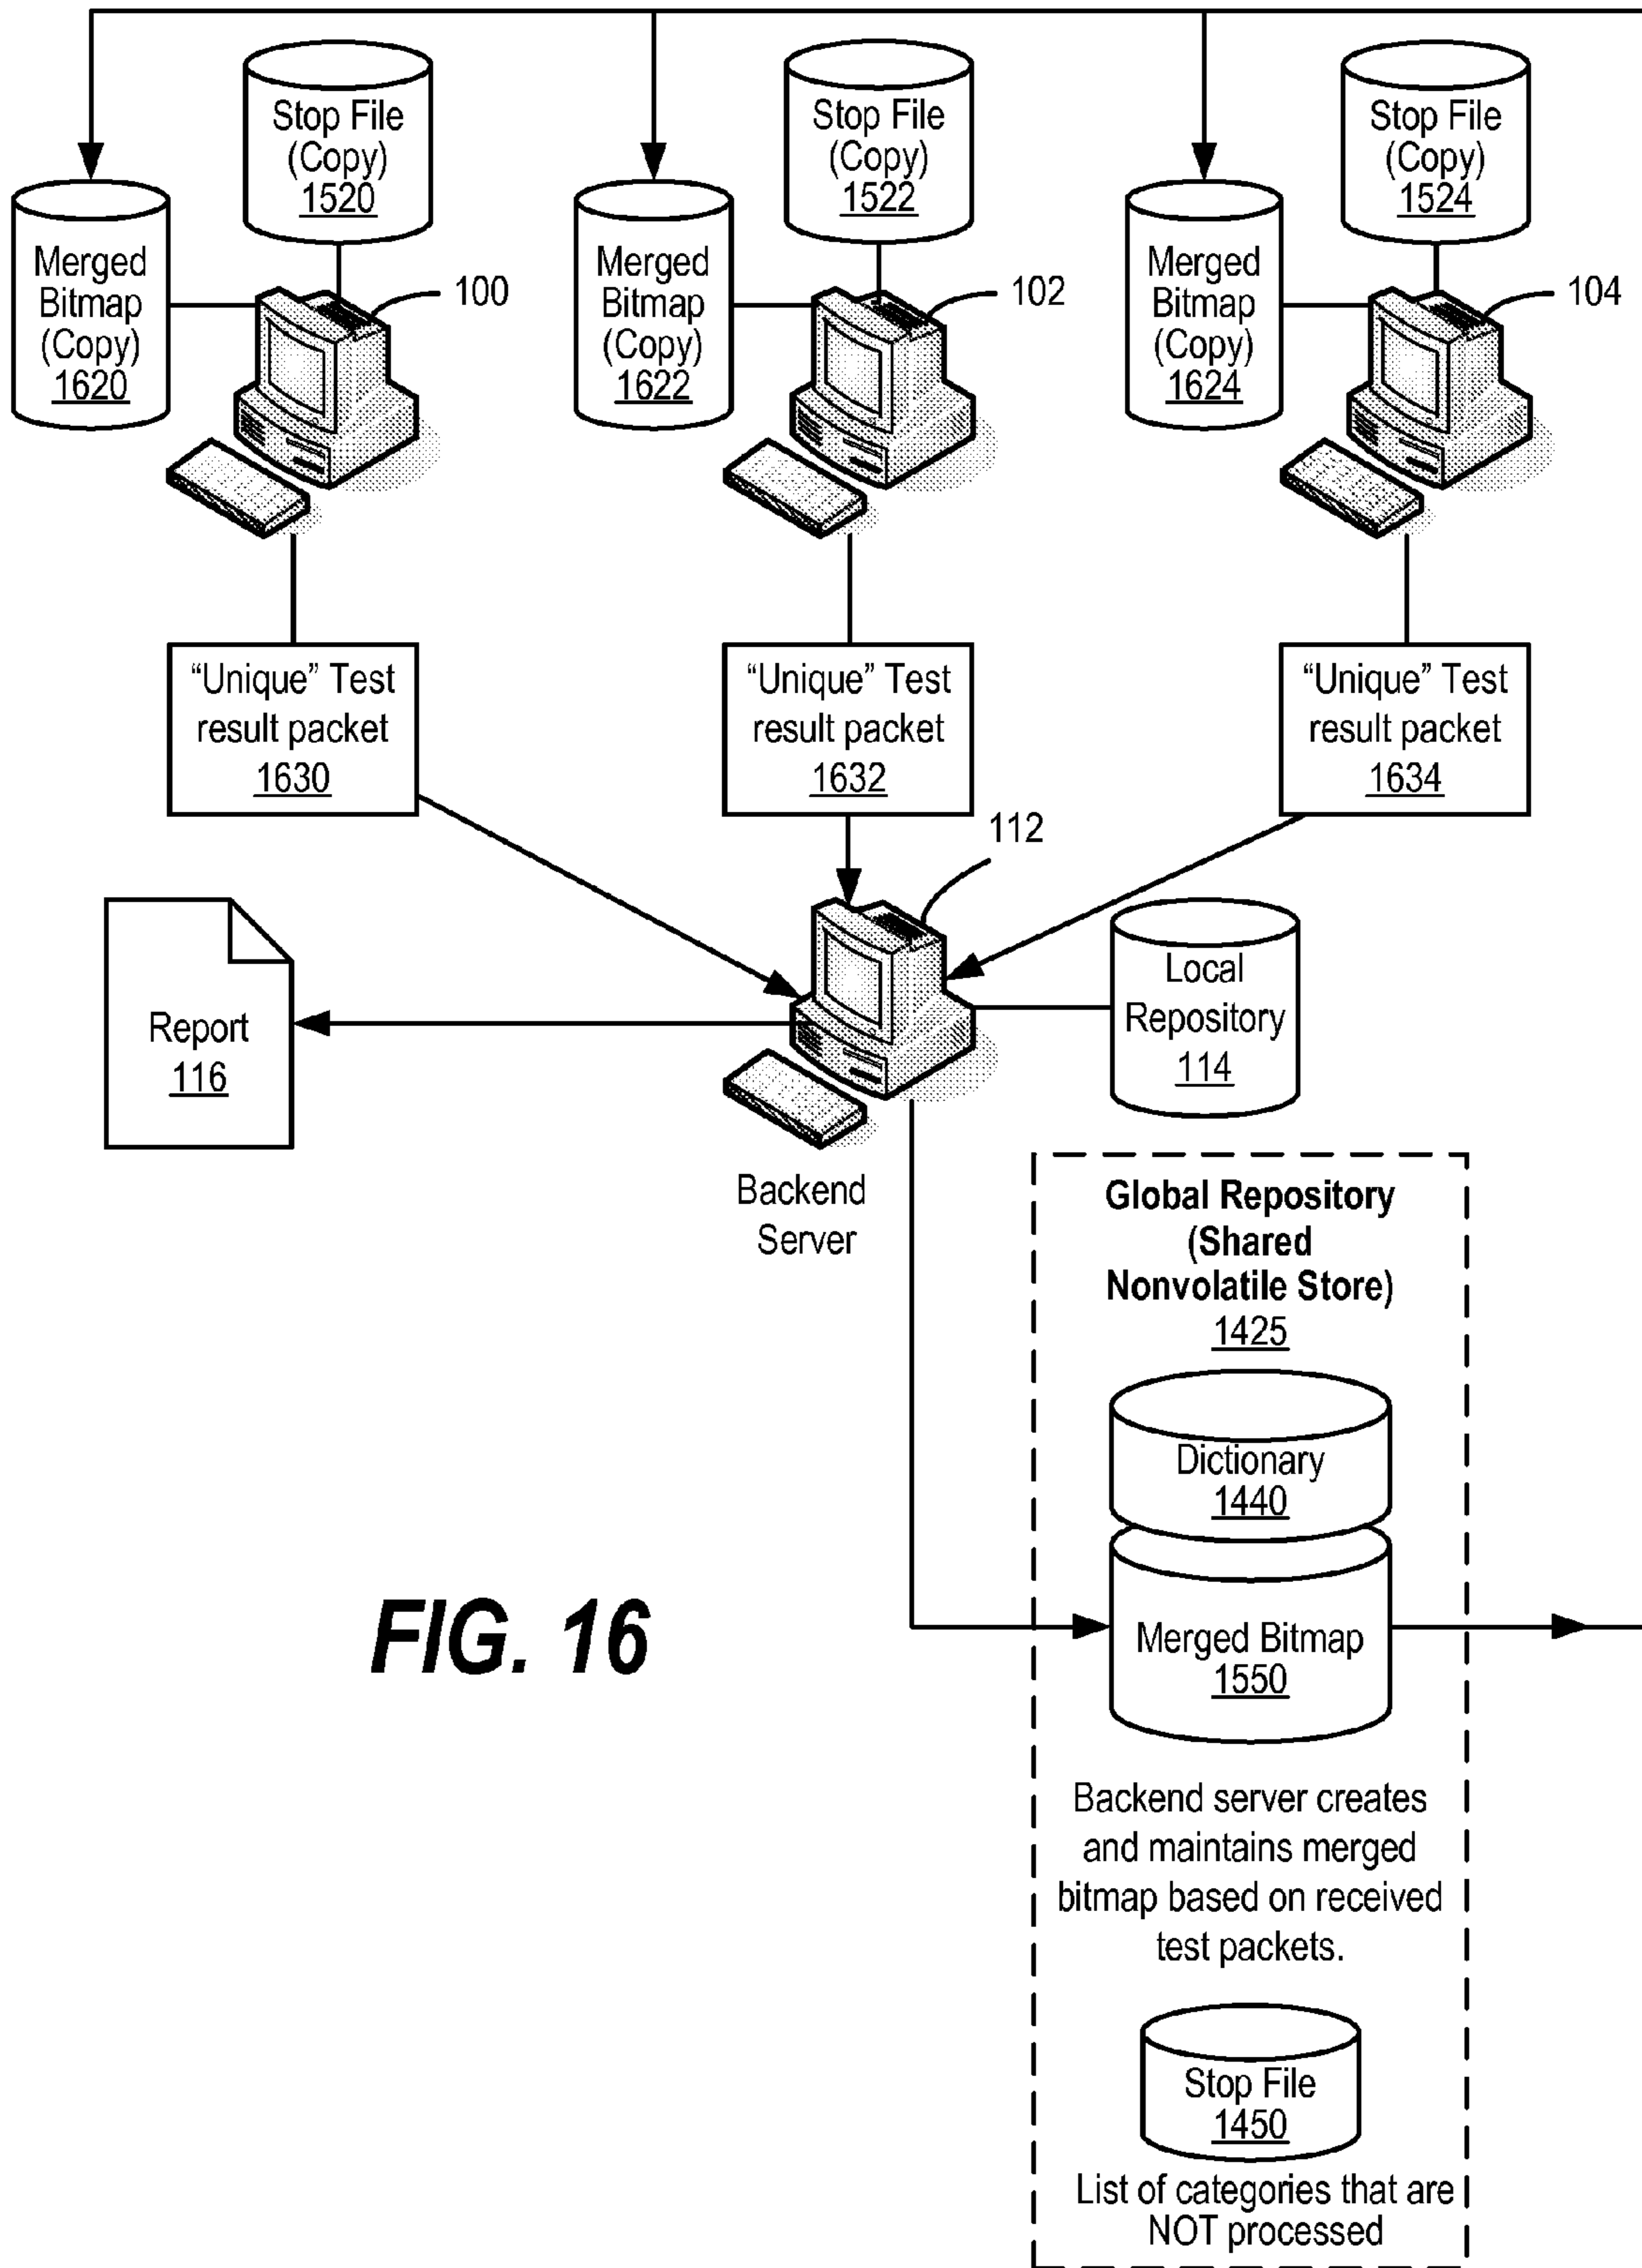 Stop File
(Copy)
1520
Stop File
(Copy)
1522
Stop File
(Copy)
1524
Merged
Bitmap
(Copy)
1620
100
Merged
Bitmap
(Copy)
1622
102
Merged
Bitmap
(Copy)
1624
104
“Unique” Test
result packet
1630
“Unique” Test
result packet
1632
“Unique” Test
result packet
1634
112
Report
116
Local
Repository
114
Backend
Server
Global Repository
(Shared
Nonvolatile Store)
1425
Dictionary
1440
Merged Bitmap
1550
FIG. 16
Backend server creates
and maintains merged
bitmap based on received
test packets.
Stop File
1450
List of categories that are
NOT processed